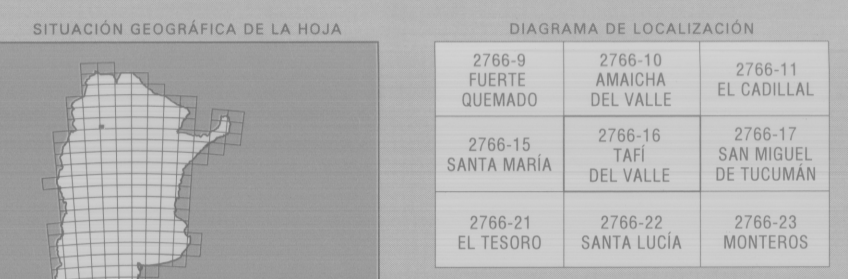 SITUACIÓN GEOGRÁFICA DE LA HOJA
DIAGRAMA DE LOCALIZACIÓN
2766-9
FUERTE
QUEMADO
2766-10
AMAICHA
DEL VALLE
2766-11
EL CADILLAL
2766-15
SANTA MARÍA
2766-16
TAFÍ
DEL VALLE
2766-17
SAN MIGUEL
DE TUCUMÁN
2766-21
EL TESORO
2766-22
SANTA LUCÍA
2766-23
MONTEROS